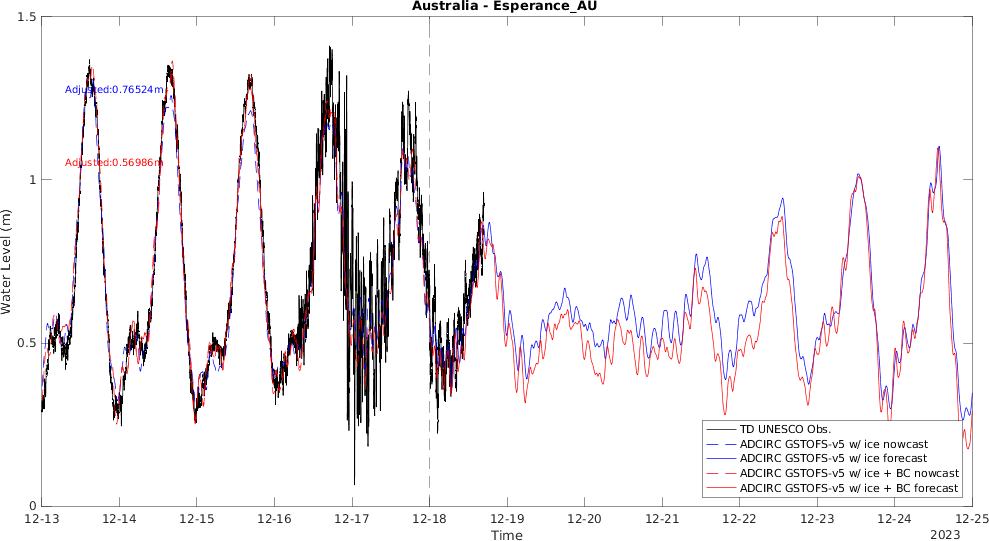 Australia - Esperance_AU
1.5
Adjusted:0.76524m
Adjusted:0.56986m
1
0.5
0
Water Level (m)
TD UNESCO Obs.
ADCIRC GSTOFS-v5 w/ ice nowcast
ADCIRC GSTOFS-v5 w/ ice forecast
ADCIRC GSTOFS-v5 w/ ice + BC nowcast
ADCIRC GSTOFS-v5 w/ ice + BC forecast
12-13 12-14 12-15 12-16 12-17 12-18 12-19 12-20 12-21 12-22 12-23 12-24 12-25
Time
2023